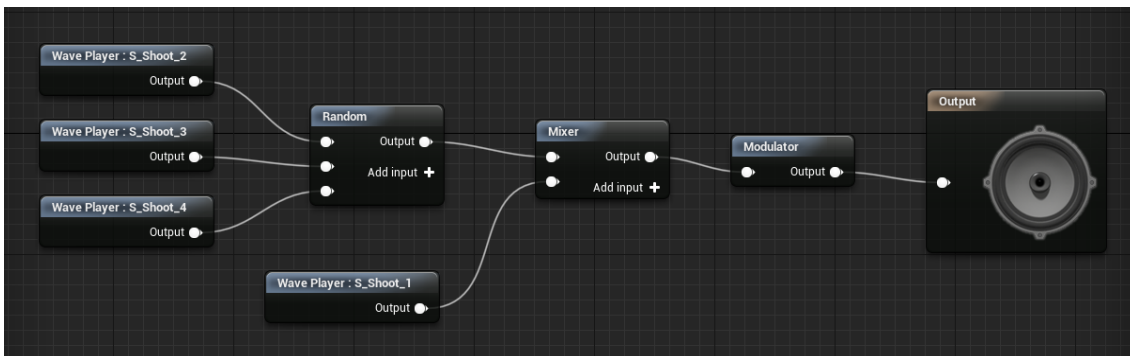 Wave Player : S_Shoot_2
Output
Wave Player : S_Shoot_3
Output
Wave Player : S_Shoot_4
Output
Random
Output
Add input +
Wave Player : S_Shoot_1
Output
Mixer
Output
Add input +
Modulator
Output
Output